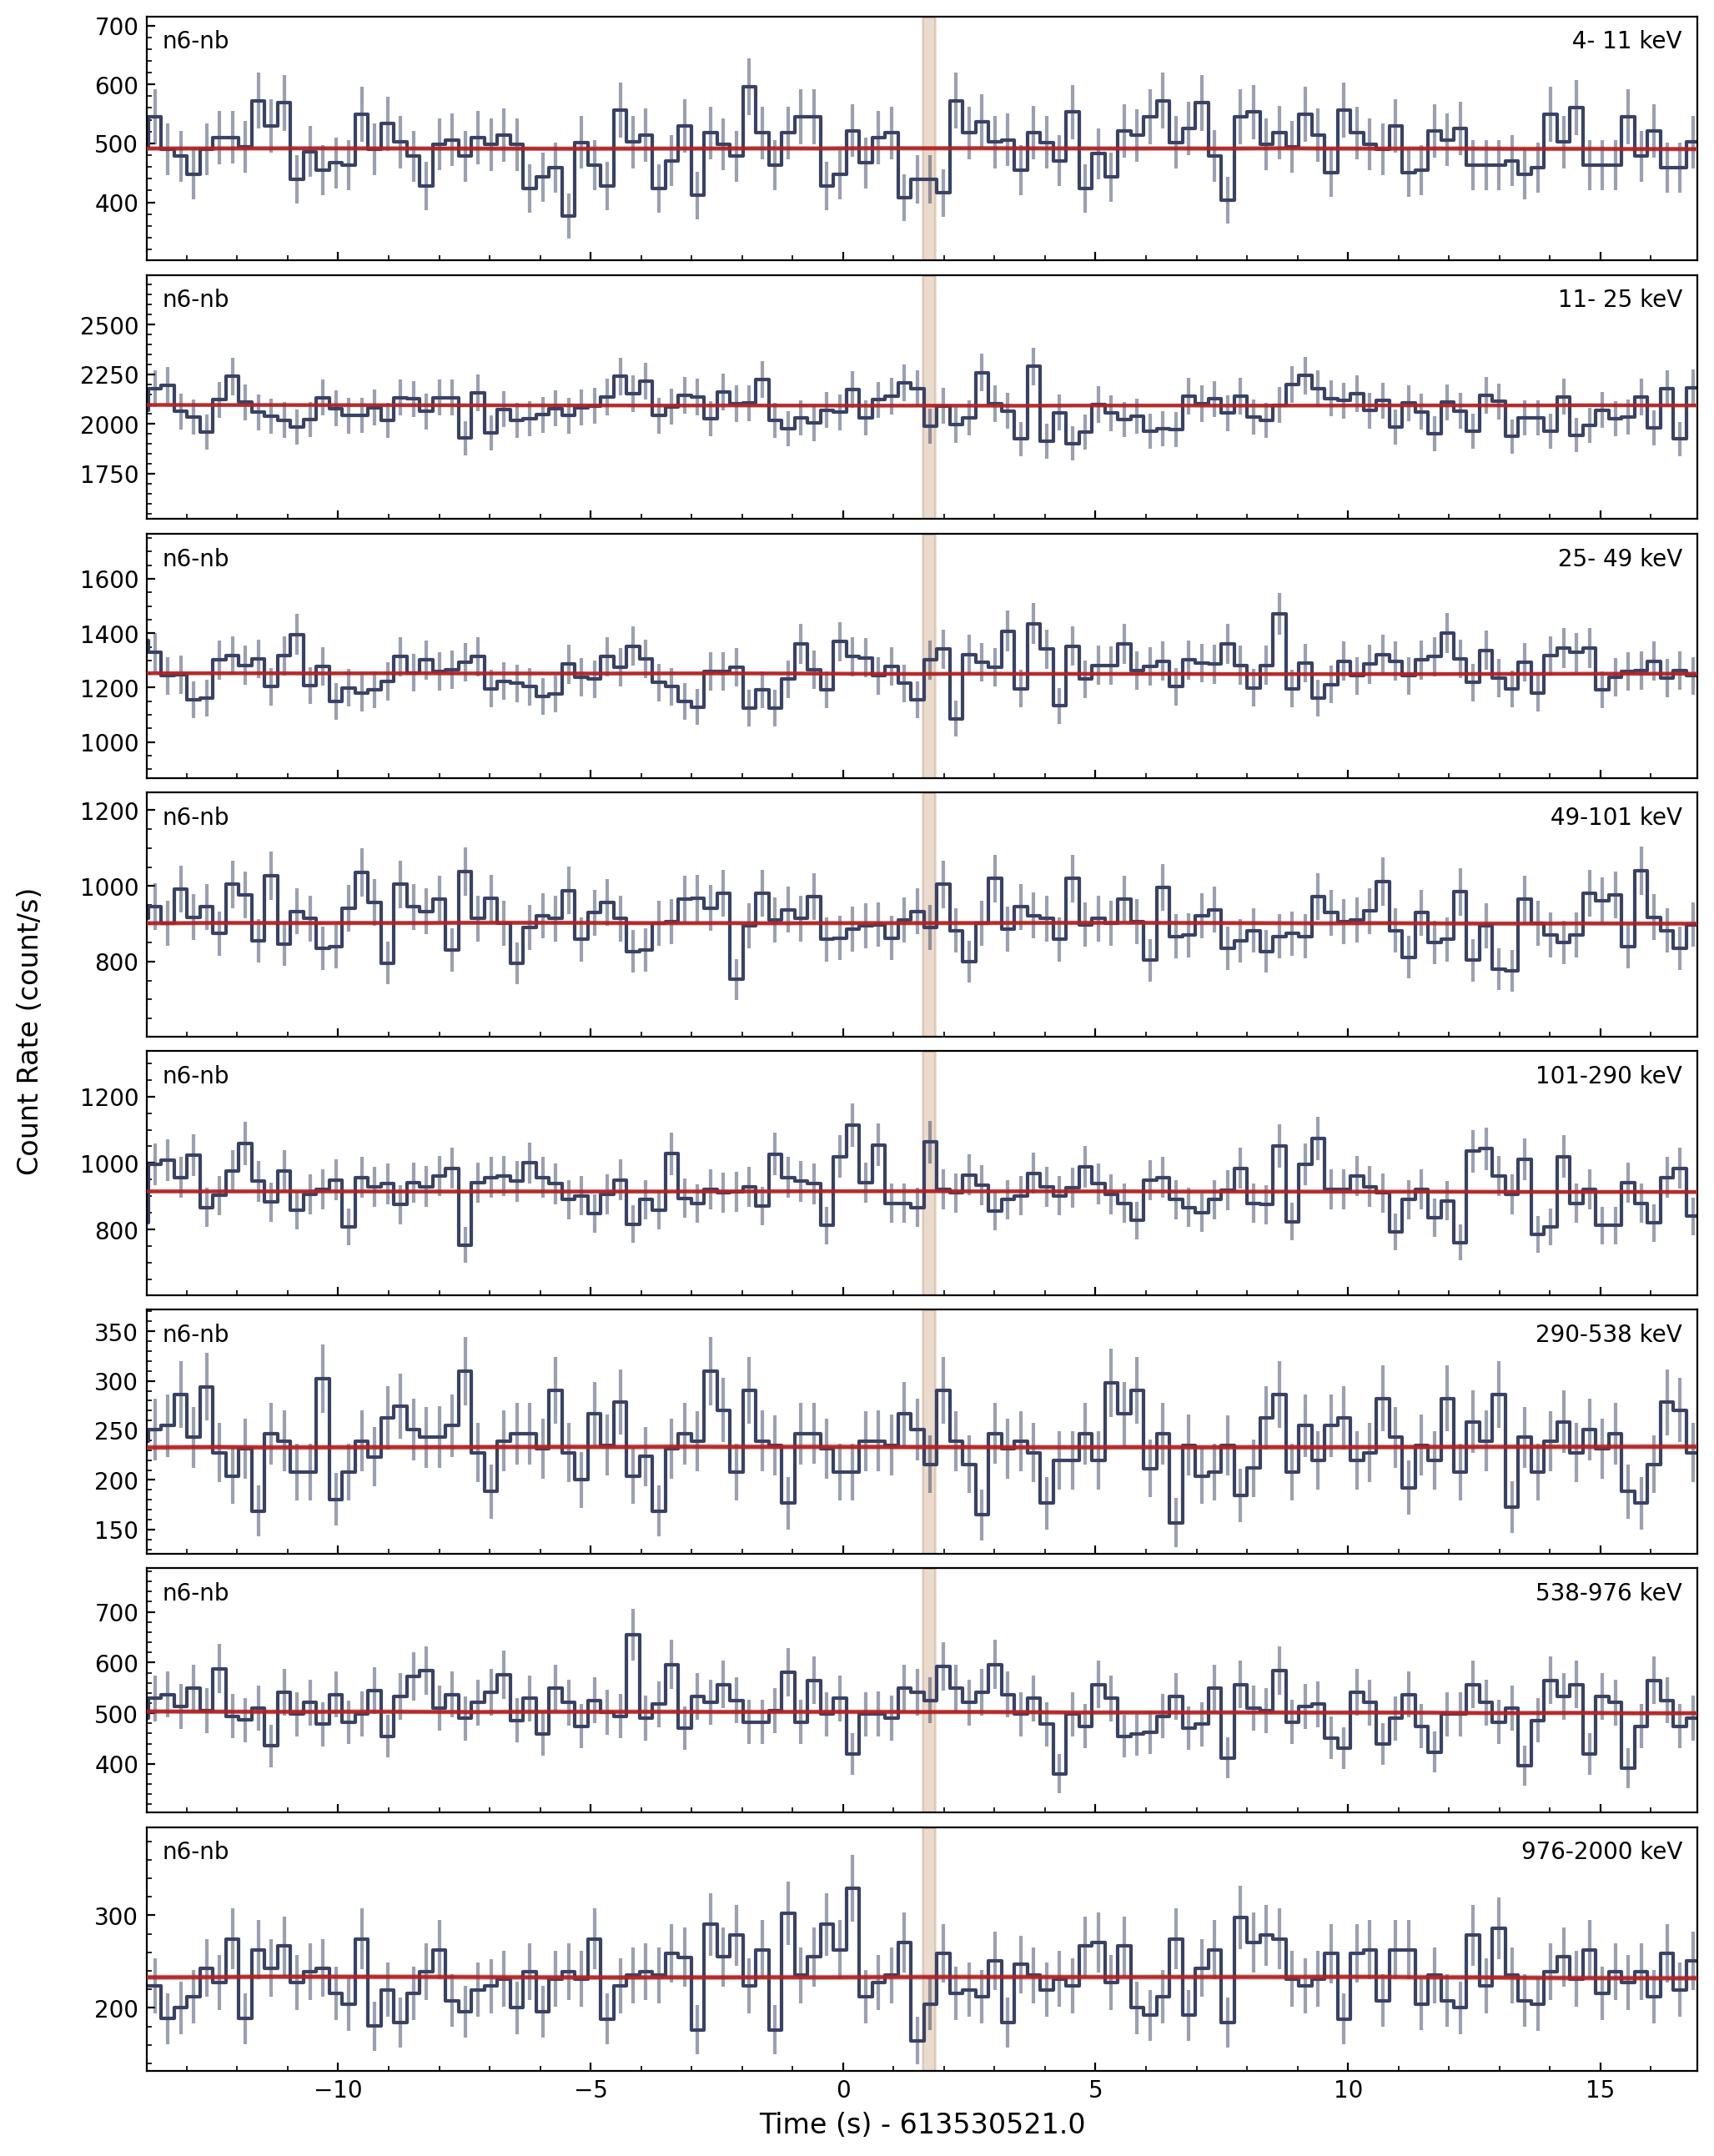 n6-nb 4- 11 keV
700
600
500
400
n6-nb 11- 25 keV
2500
2250
2000
1750
n6-nb 25- 49 keV
1600
1400
1200
1000
n6-nb 49-101 keV
1200
1000
800
n6-nb 101-290 keV
1200
1000
800
n6-nb 290-538 keV
350
300
250
200
150
n6-nb 538-976 keV
700
600
500
400
n6-nb 976-2000 keV
300
200
Count Rate (count/s)
−10 −5 0 5 10 15
Time (s) - 613530521.0